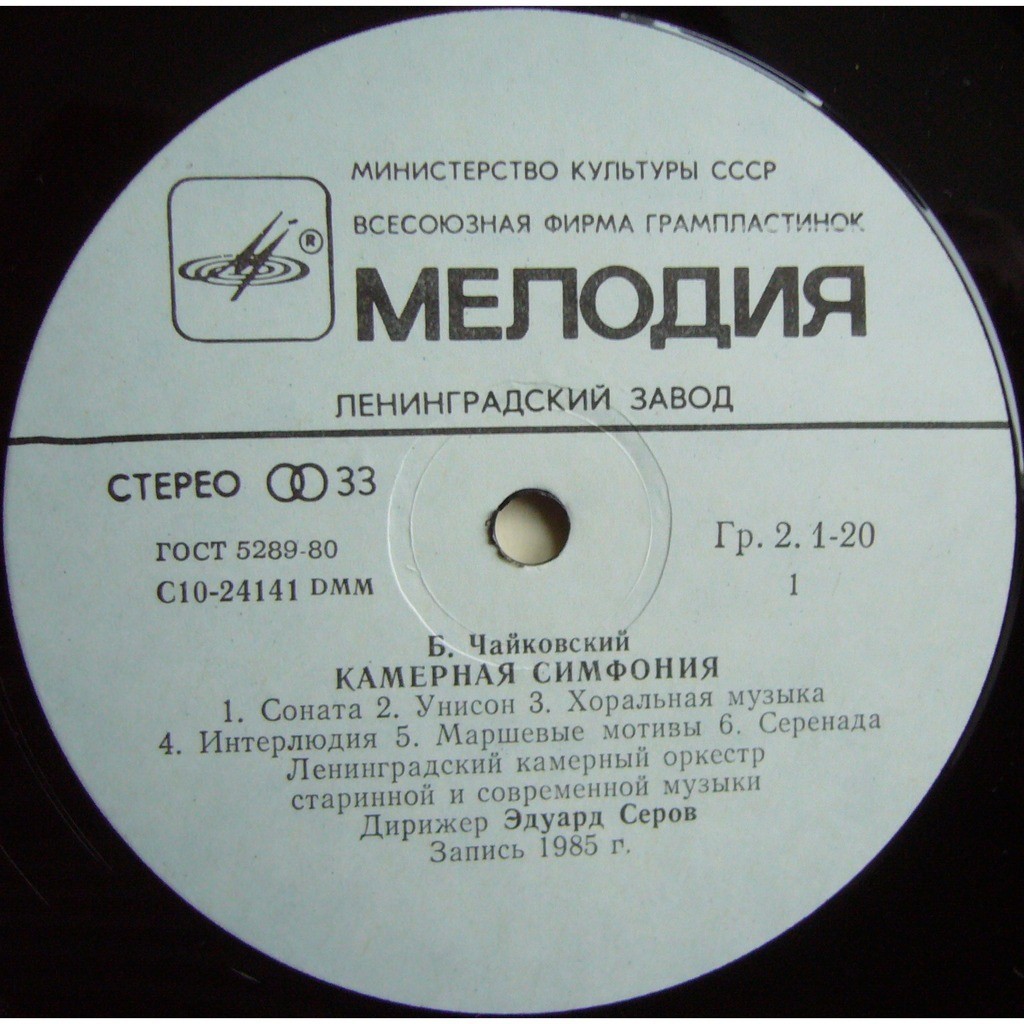 МИНИСТЕРСТВО КУЛЬТУРЫ СССР
ВСЕСОЮЗНАЯ ФИРМА ГРАМПЛАСТИНОК
®
МЕЛОДИЯ
ЛЕНИНГРАДСКИЙ ЗАВОД
СТЕРЕО 33
ГОСТ 5289-80
С10-24141 DMM
Гр. 2. 1-20
1
Б. Чайковский
КАМЕРНАЯ СИМФОНИЯ
1. Соната 2. Унисон 3. Хоральная музыка
4. Интерлюдия 5. Маршевые мотивы 6. Серенада
Ленинградский камерный оркестр
старинной и современной музыки
Дирижер Эдуард Серов
Запись 1985 г.